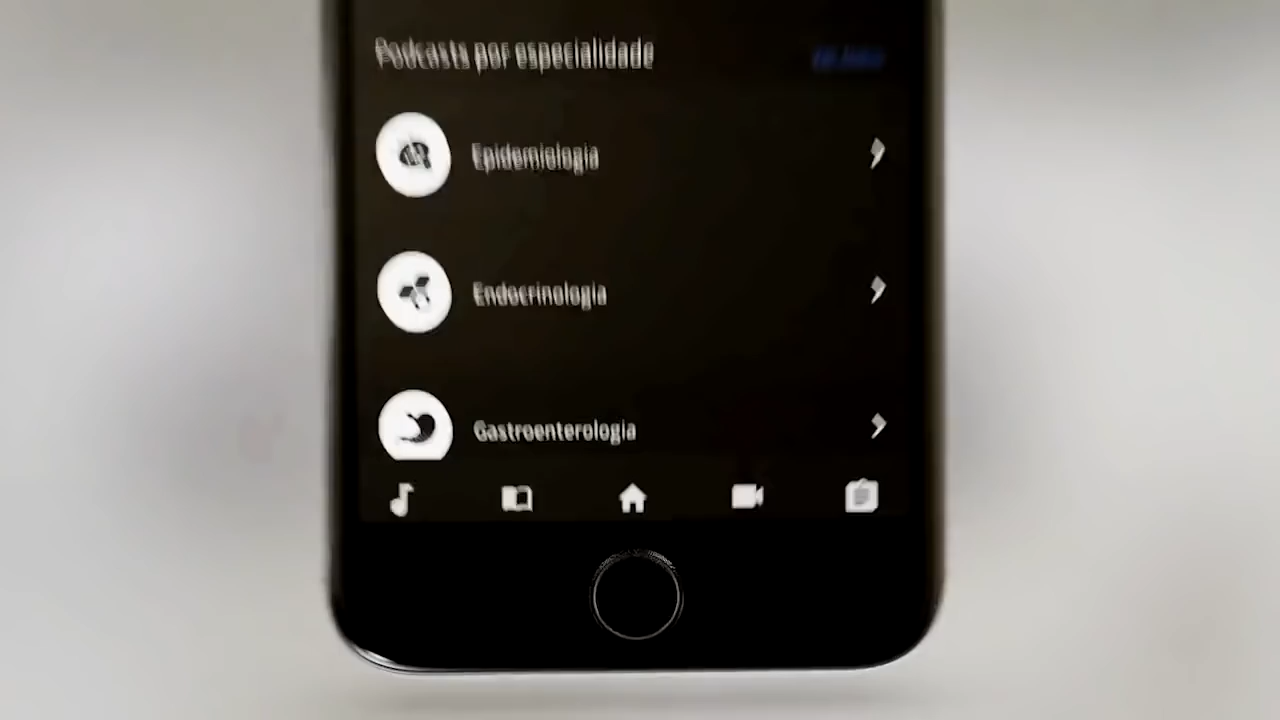 Podcasts por especialidade
Epidemiologia
Endocrinologia
Gastroenterologia